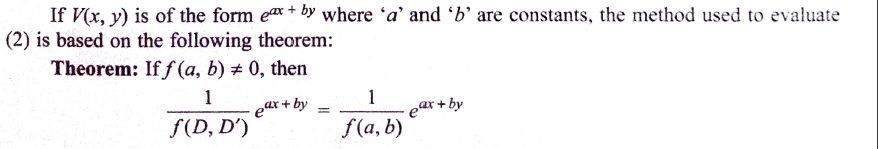 If V(x, y) is of the form e^{ax + by} where ‘a’ and ‘b’ are constants, the method used to evaluate
(2) is based on the following theorem:
Theorem: If f (a, b) ≠ 0, then
\frac{1}{f(D, D′)} e^{ax + by} = \frac{1}{f(a, b)} e^{ax + by}